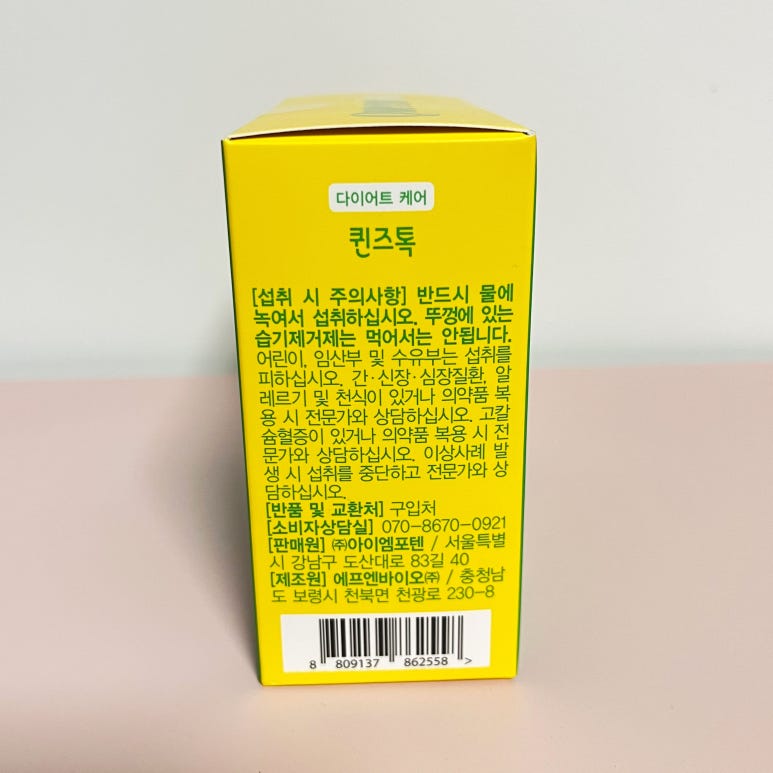 다이어트 케어
퀸즈톡
[섭취 시 주의사항] 반드시 물에
녹여서 섭취하십시오. 뚜껑에 있는
습기제거제는 먹어서는 안됩니다.
어린이, 임산부 및 수유부는 섭취를
피하십시오. 간·신장·심장질환, 알
레르기 및 천식이 있거나 의약품 복
용 시 전문가와 상담하십시오. 고칼
슘혈증이 있거나 의약품 복용 시 전
문가와 상담하십시오. 이상사례 발
생 시 섭취를 중단하고 전문가와 상
담하십시오.
[반품 및 교환처] 구입처
[소비자상담실] 070-8670-0921
[판매원] ㈜아이엠포텐 / 서울특별
시 강남구 도산대로 83길 40
[제조원] 에프엔바이오㈜ / 충청남
도 보령시 천북면 천광로 230-8
8 809137 862558 >